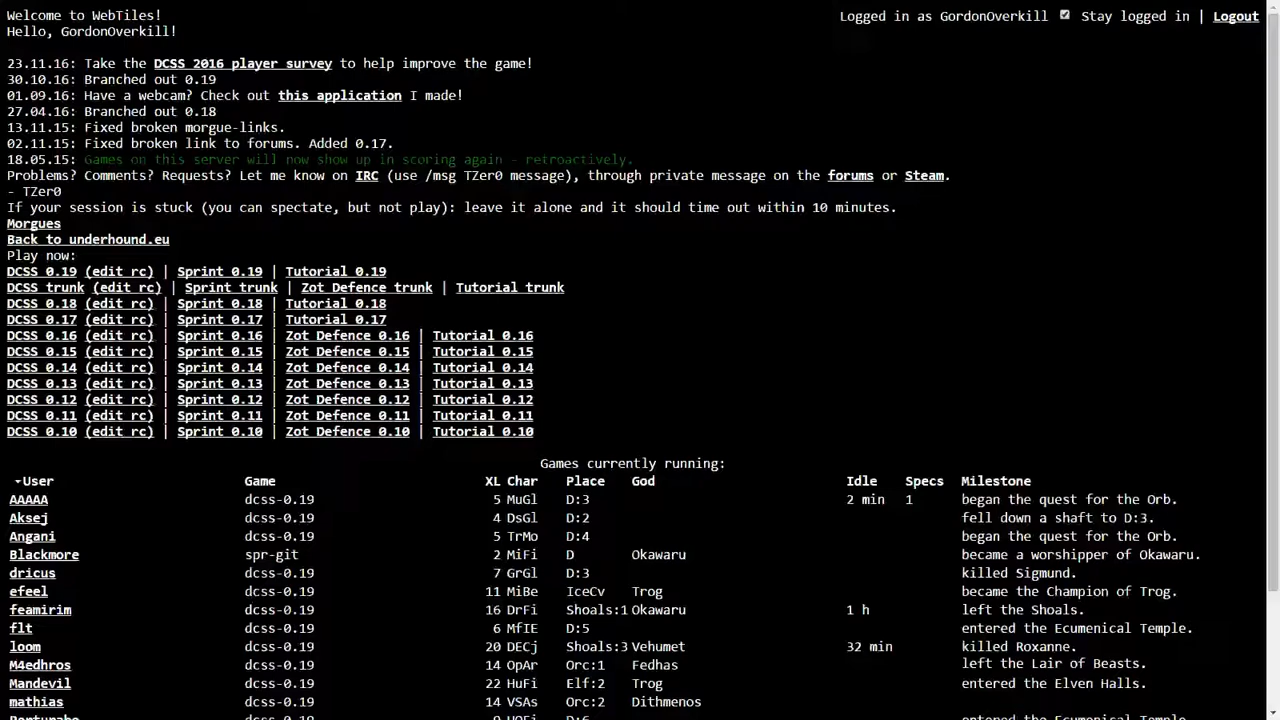 Welcome to WebTiles!
Logged in as GordonOverkill Stay logged in | Logout
Hello, GordonOverkill!
23.11.16: Take the DCSS 2016 player survey to help improve the game!
30.10.16: Branched out 0.19
01.09.16: Have a webcam? Check out this application I made!
27.04.16: Branched out 0.18
13.11.15: Fixed broken morgue-links.
02.11.15: Fixed broken link to forums. Added 0.17.
18.05.15: Games on this server will now show up in scoring again - retroactively.
Problems? Comments? Requests? Let me know on IRC (use /msg TZer0 message), through private message on the forums or Steam.
- TZer0
If your session is stuck (you can spectate, but not play): leave it alone and it should time out within 10 minutes.
Morgues
Back to underhound.eu
Play now:
DCSS 0.19 (edit rc) | Sprint 0.19 | Tutorial 0.19
DCSS trunk (edit rc) | Sprint trunk | Zot Defence trunk | Tutorial trunk
DCSS 0.18 (edit rc) | Sprint 0.18 | Tutorial 0.18
DCSS 0.17 (edit rc) | Sprint 0.17 | Tutorial 0.17
DCSS 0.16 (edit rc) | Sprint 0.16 | Zot Defence 0.16 | Tutorial 0.16
DCSS 0.15 (edit rc) | Sprint 0.15 | Zot Defence 0.15 | Tutorial 0.15
DCSS 0.14 (edit rc) | Sprint 0.14 | Zot Defence 0.14 | Tutorial 0.14
DCSS 0.13 (edit rc) | Sprint 0.13 | Zot Defence 0.13 | Tutorial 0.13
DCSS 0.12 (edit rc) | Sprint 0.12 | Zot Defence 0.12 | Tutorial 0.12
DCSS 0.11 (edit rc) | Sprint 0.11 | Zot Defence 0.11 | Tutorial 0.11
DCSS 0.10 (edit rc) | Sprint 0.10 | Zot Defence 0.10 | Tutorial 0.10
Games currently running:
User Game XL Char Place God Idle Specs Milestone
AAAAA dcss-0.19 5 MuGl D:3 2 min 1 began the quest for the Orb.
Aksej dcss-0.19 4 DsGl D:2 fell down a shaft to D:3.
Angani dcss-0.19 5 TrMo D:4 began the quest for the Orb.
Blackmore spr-git 2 MiFi D Okawaru became a worshipper of Okawaru.
dricus dcss-0.19 7 GrGl D:3 killed Sigmund.
efeel dcss-0.19 11 MiBe IceCv Trog became the Champion of Trog.
feamirim dcss-0.19 16 DrFi Shoals:1 Okawaru 1 h left the Shoals.
flt dcss-0.19 6 MfIE D:5 entered the Ecumenical Temple.
loom dcss-0.19 20 DECj Shoals:3 Vehumet 32 min killed Roxanne.
M4edhros dcss-0.19 14 OpAr Orc:1 Fedhas left the Lair of Beasts.
Mandevil dcss-0.19 22 HuFi Elf:2 Trog entered the Elven Halls.
mathias dcss-0.19 14 VSAs Orc:2 Dithmenos
entered the Ecumenical Temple.